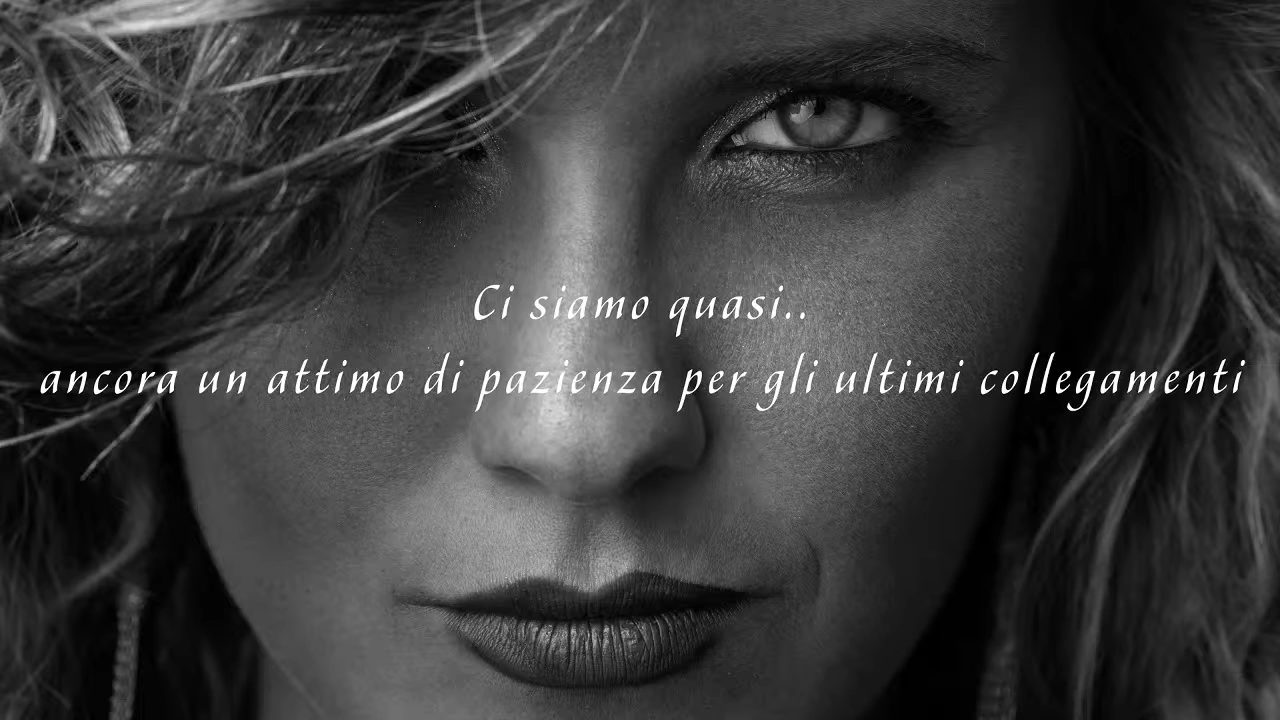 Ci siamo quasi..
ancora un attimo di pazienza per gli ultimi collegamenti